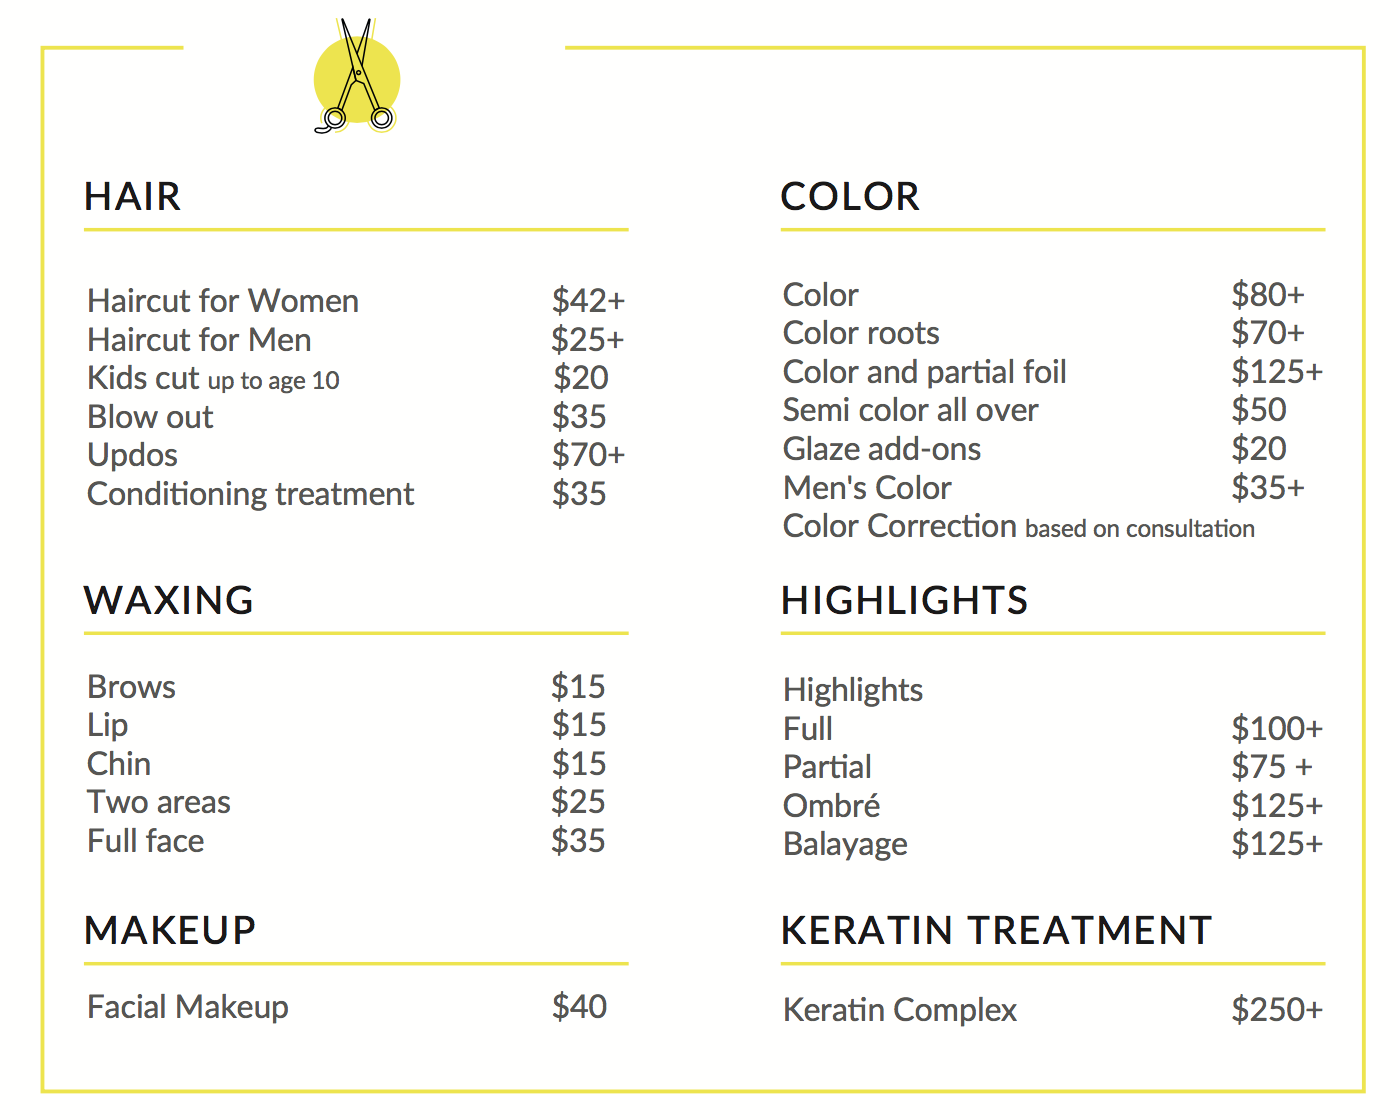 HAIR
Haircut for Women $42+
Haircut for Men $25+
Kids cut up to age 10 $20
Blow out $35
Updos $70+
Conditioning treatment $35
COLOR
Color $80+
Color roots $70+
Color and partial foil $125+
Semi color all over $50
Glaze add-ons $20
Men's Color $35+
Color Correction based on consultation
WAXING
Brows $15
Lip $15
Chin $15
Two areas $25
Full face $35
HIGHLIGHTS
Highlights
Full $100+
Partial $75 +
Ombré $125+
Balayage $125+
MAKEUP
Facial Makeup $40
KERATIN TREATMENT
Keratin Complex $250+